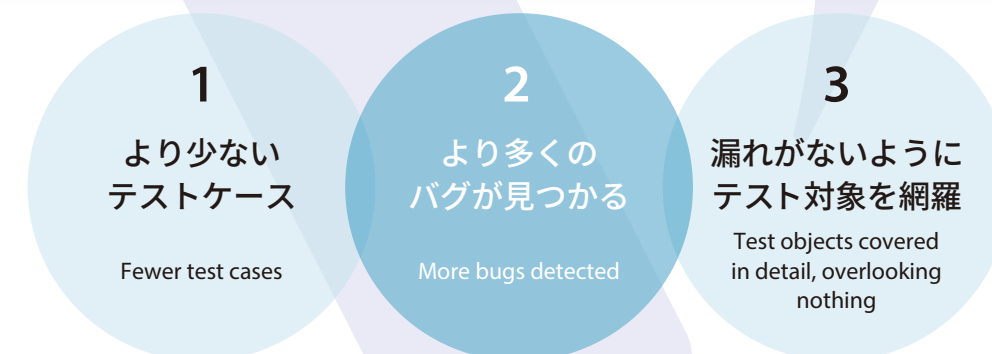 1
より少ない
テストケース
Fewer test cases
2
より多くの
バグが見つかる
More bugs detected
3
漏れがないように
テスト対象を網羅
Test objects covered
in detail, overlooking
nothing